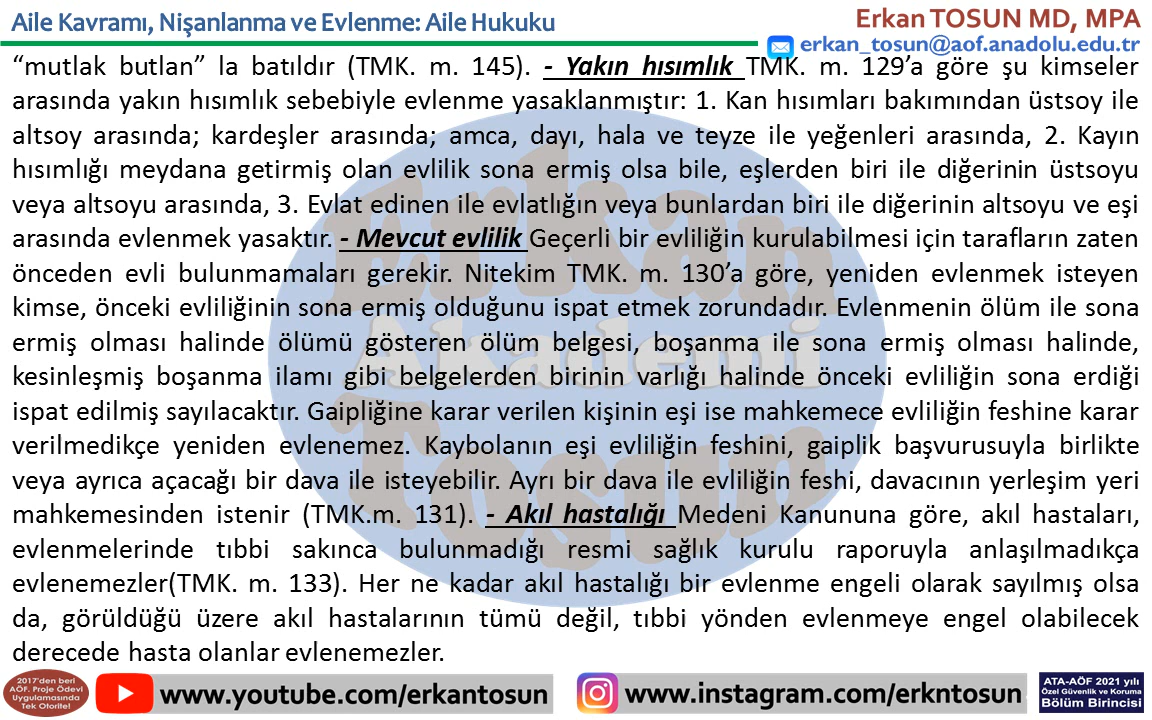 Aile Kavramı, Nişanlanma ve Evlenme: Aile Hukuku
Erkan TOSUN MD, MPA
erkan_tosun@aof.anadolu.edu.tr
“mutlak butlan” la batıldır (TMK. m. 145). - Yakın hısımlık TMK. m. 129’a göre şu kimseler
arasında yakın hısımlık sebebiyle evlenme yasaklanmıştır: 1. Kan hısımları bakımından üstsoy ile
altsoy arasında; kardeşler arasında; amca, dayı, hala ve teyze ile yeğenleri arasında, 2. Kayın
hısımlığı meydana getirmiş olan evlilik sona ermiş olsa bile, eşlerden biri ile diğerinin üstsoyu
veya altsoyu arasında, 3. Evlat edinen ile evlatlığın veya bunlardan biri ile diğerinin altsoyu ve eşi
arasında evlenmek yasaktır. - Mevcut evlilik Geçerli bir evliliğin kurulabilmesi için tarafların zaten
önceden evli bulunmamaları gerekir. Nitekim TMK. m. 130’a göre, yeniden evlenmek isteyen
kimse, önceki evliliğinin sona ermiş olduğunu ispat etmek zorundadır. Evlenmenin ölüm ile sona
ermiş olması halinde ölümü gösteren ölüm belgesi, boşanma ile sona ermiş olması halinde,
kesinleşmiş boşanma ilamı gibi belgelerden birinin varlığı halinde önceki evliliğin sona erdiği
ispat edilmiş sayılacaktır. Gaipliğine karar verilen kişinin eşi ise mahkemece evliliğin feshine karar
verilmedikçe yeniden evlenemez. Kaybolanın eşi evliliğin feshini, gaiplik başvurusuyla birlikte
veya ayrıca açacağı bir dava ile isteyebilir. Ayrı bir dava ile evliliğin feshi, davacının yerleşim yeri
mahkemesinden istenir (TMK.m. 131). - Akıl hastalığı Medeni Kanununa göre, akıl hastaları,
evlenmelerinde tıbbi sakınca bulunmadığı resmi sağlık kurulu raporuyla anlaşılmadıkça
evlenemezler(TMK. m. 133). Her ne kadar akıl hastalığı bir evlenme engeli olarak sayılmış olsa
da, görüldüğü üzere akıl hastalarının tümü değil, tıbbi yönden evlenmeye engel olabilecek
derecede hasta olanlar evlenemezler.
Erkan
Akademi
Tosun
2017'den beri
AÖF. Proje Ödevi
Uygulamasında
Tek Otorite!
www.youtube.com/erkantosun
www.instagram.com/erkntosun
ATA-AÖF 2021 yılı
Özel Güvenlik ve Koruma
Bölüm Birincisi